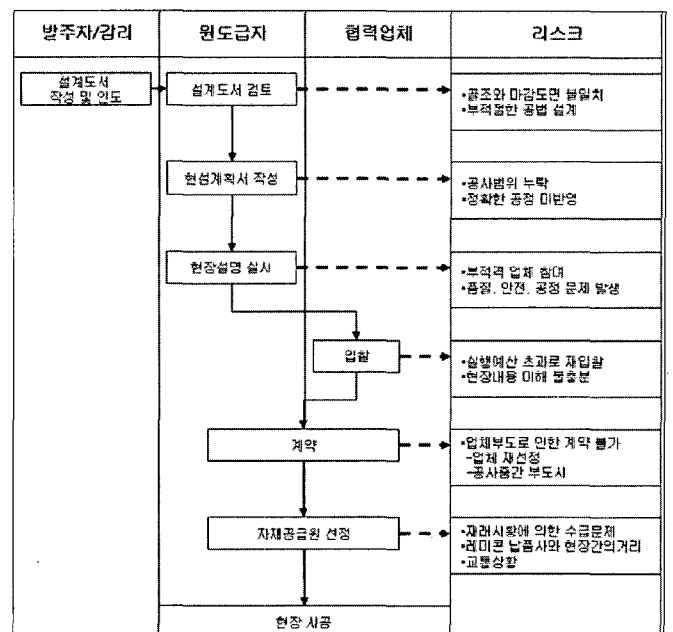 발주자/감리
원도급자
협력업체
리스크
설계도서
작성 및 인도
설계도서 검토
•골조와 마감도면 불일치
•부적절한 공법 설계
현설계획서 작성
•공사범위 누락
•정확한 공정 미반영
현장설명 실시
•부적격 업체 참여
•품질, 안전, 공정 문제 발생
입찰
•실행예산 초과로 재입찰
•현장내용 이해 불충분
계약
•업체부도로 인한 계약 불가
-업체 재선정
-공사중간 부도시
자재공급원 선정
•재래시황에 의한 수급문제
•레미콘 납품사와 현장간의거리
•교통상황
현장 시공